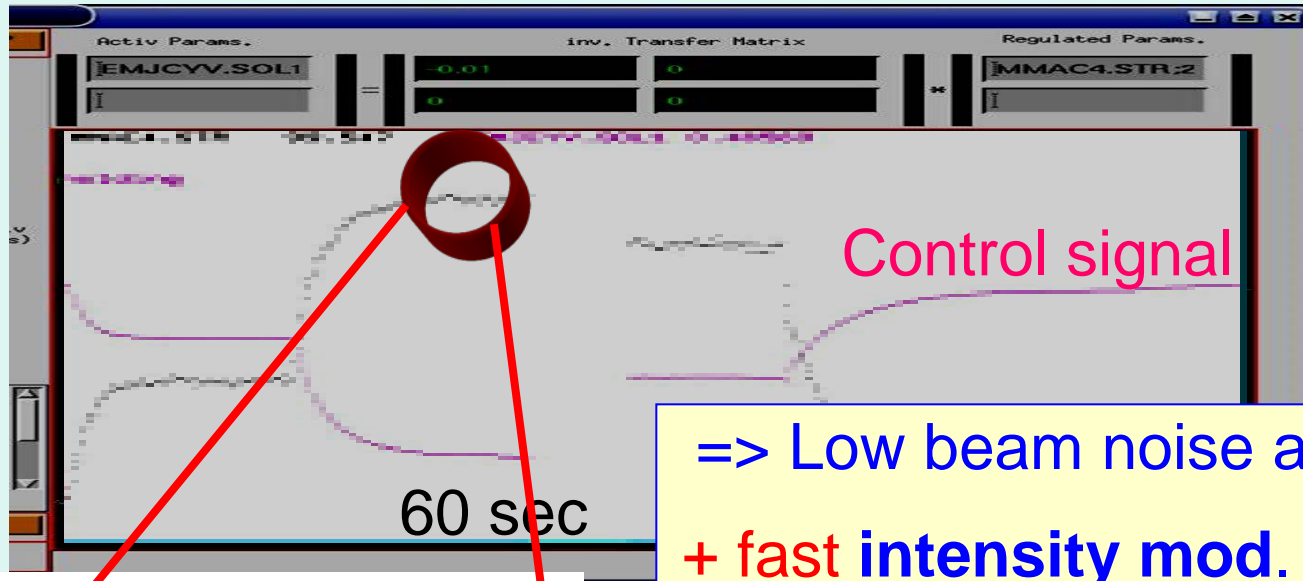 Activ Params. inv. Transfer Matrix Regulated Params.
EMJCYV.SOL1 = -0.01 0 * MMAC4.STR;2
0 0
Control signal
60 sec
=> Low beam noise a
+ fast intensity mod.